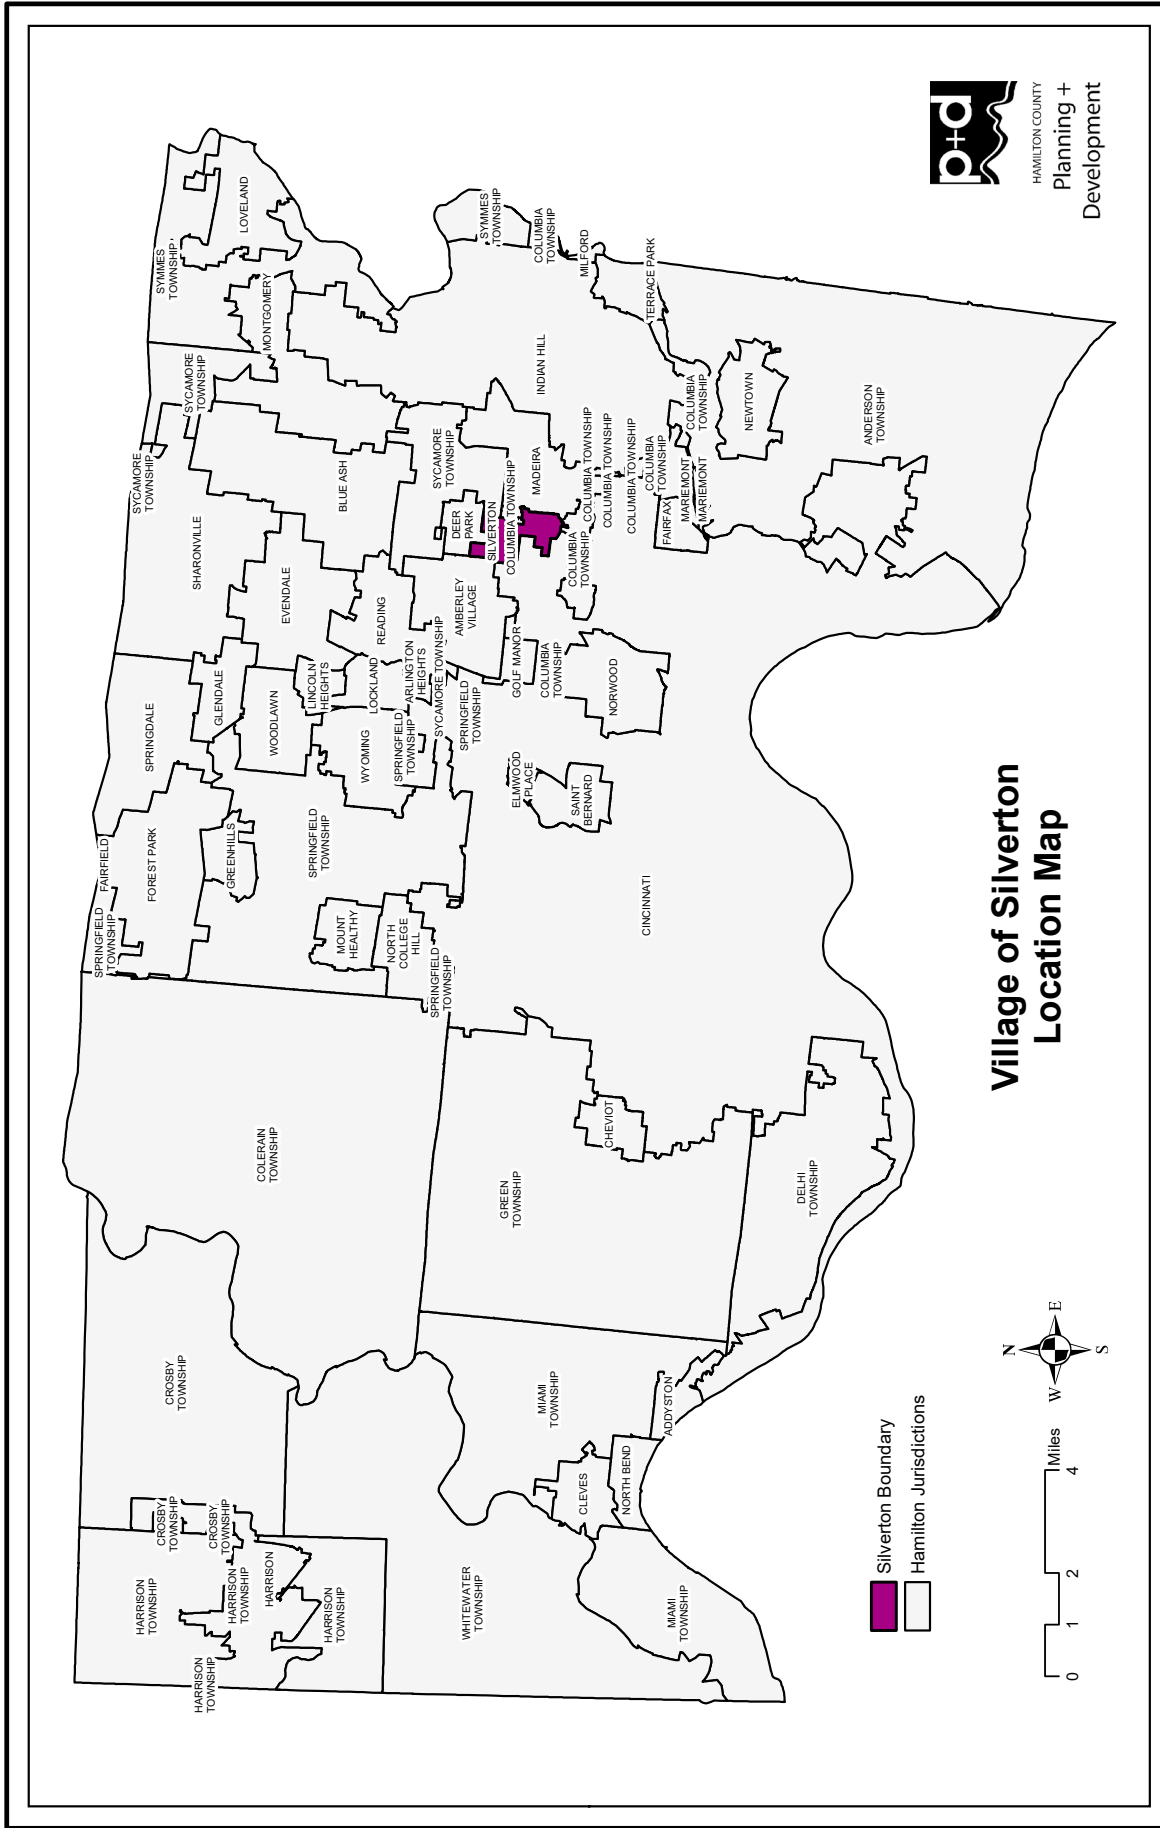 HARRISON
TOWNSHIP
HARRISON
TOWNSHIP
HARRISON
TOWNSHIP
HARRISON
HARRISON
TOWNSHIP
CROSBY
TOWNSHIP
CROSBY
TOWNSHIP
CROSBY
TOWNSHIP
WHITEWATER
TOWNSHIP
MIAMI
TOWNSHIP
CLEVES
NORTH BEND
MIAMI
TOWNSHIP
ADDYSTON
COLERAIN
TOWNSHIP
GREEN
TOWNSHIP
CHEVIOT
DELHI
TOWNSHIP
SPRINGFIELD
TOWNSHIP
FAIRFIELD
FOREST PARK
GREENHILLS
SPRINGFIELD
TOWNSHIP
MOUNT
HEALTHY
NORTH
COLLEGE
HILL
SPRINGFIELD
TOWNSHIP
CINCINNATI
SPRINGDALE
GLENDALE
WOODLAWN
LINCOLN
HEIGHTS
WYOMING
LOCKLAND
SPRINGFIELD
TOWNSHIP
ARLINGTON
HEIGHTS
SYCAMORE TOWNSHIP
SPRINGFIELD
TOWNSHIP
ELMWOOD
PLACE
SAINT
BERNARD
GOLF MANOR
COLUMBIA
TOWNSHIP
NORWOOD
SHARONVILLE
EVENDALE
READING
AMBERLEY
VILLAGE
SYCAMORE
TOWNSHIP
SYCAMORE
TOWNSHIP
BLUE ASH
SYCAMORE
TOWNSHIP
DEER
PARK
SILVERTON
COLUMBIA TOWNSHIP
MADEIRA
COLUMBIA
TOWNSHIP
COLUMBIA TOWNSHIP
COLUMBIA TOWNSHIP
COLUMBIA TOWNSHIP
COLUMBIA
TOWNSHIP
FAIRFAX
MARIEMONT
MARIEMONT
COLUMBIA
TOWNSHIP
NEWTOWN
ANDERSON
TOWNSHIP
INDIAN HILL
SYMMES
TOWNSHIP
LOVELAND
MONTGOMERY
SYMMES
TOWNSHIP
COLUMBIA
TOWNSHIP
MILFORD
TERRACE PARK
Silverton Boundary
Hamilton Jurisdictions
0
1
2
4
Miles
N
W
E
S
Village of Silverton
Location Map
p+d
HAMILTON COUNTY
Planning +
Development